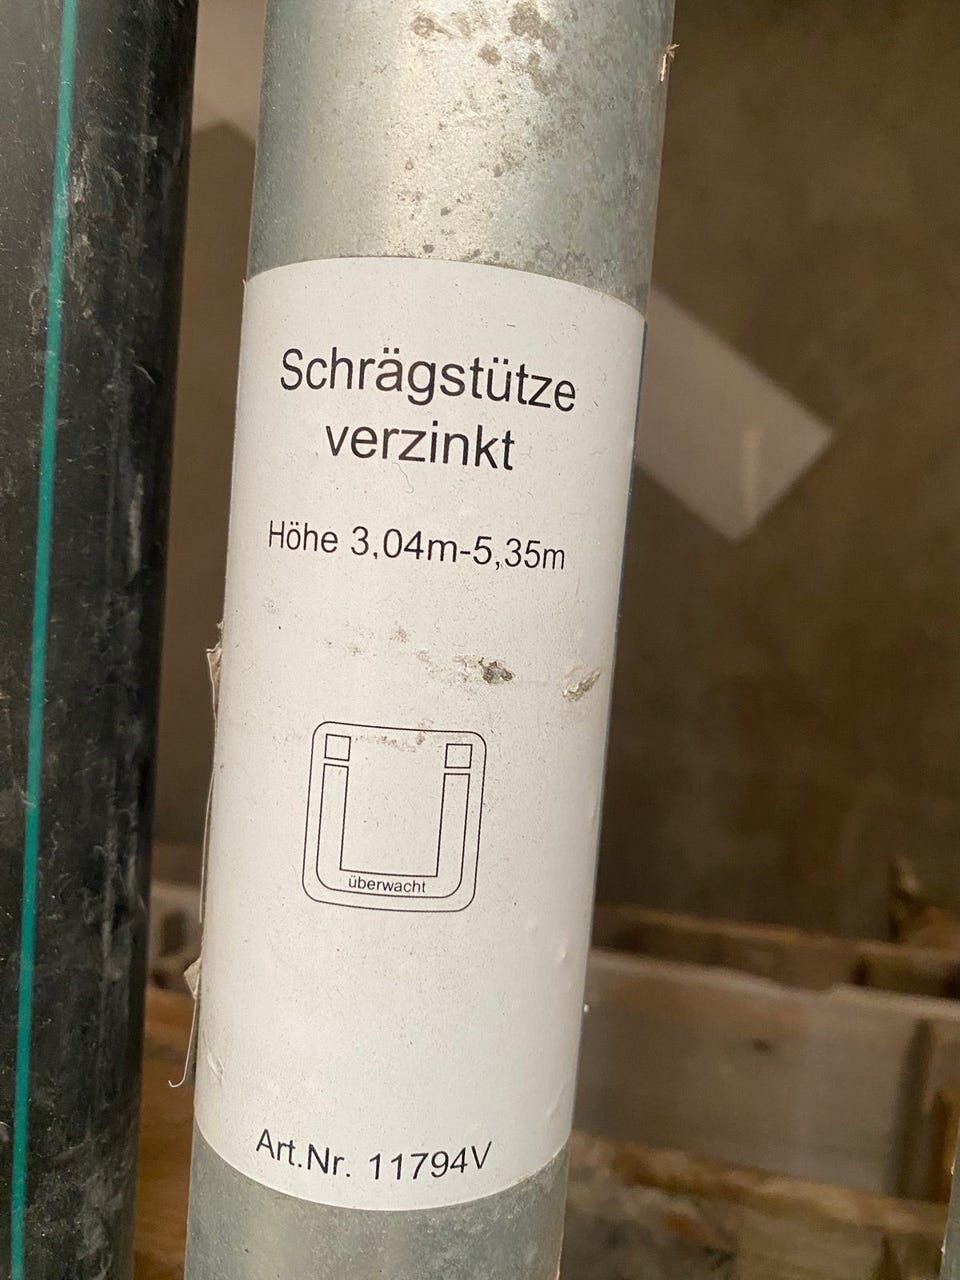 Schrägstütze
verzinkt
Höhe 3,04m-5,35m
überwacht
Art.Nr. 11794V